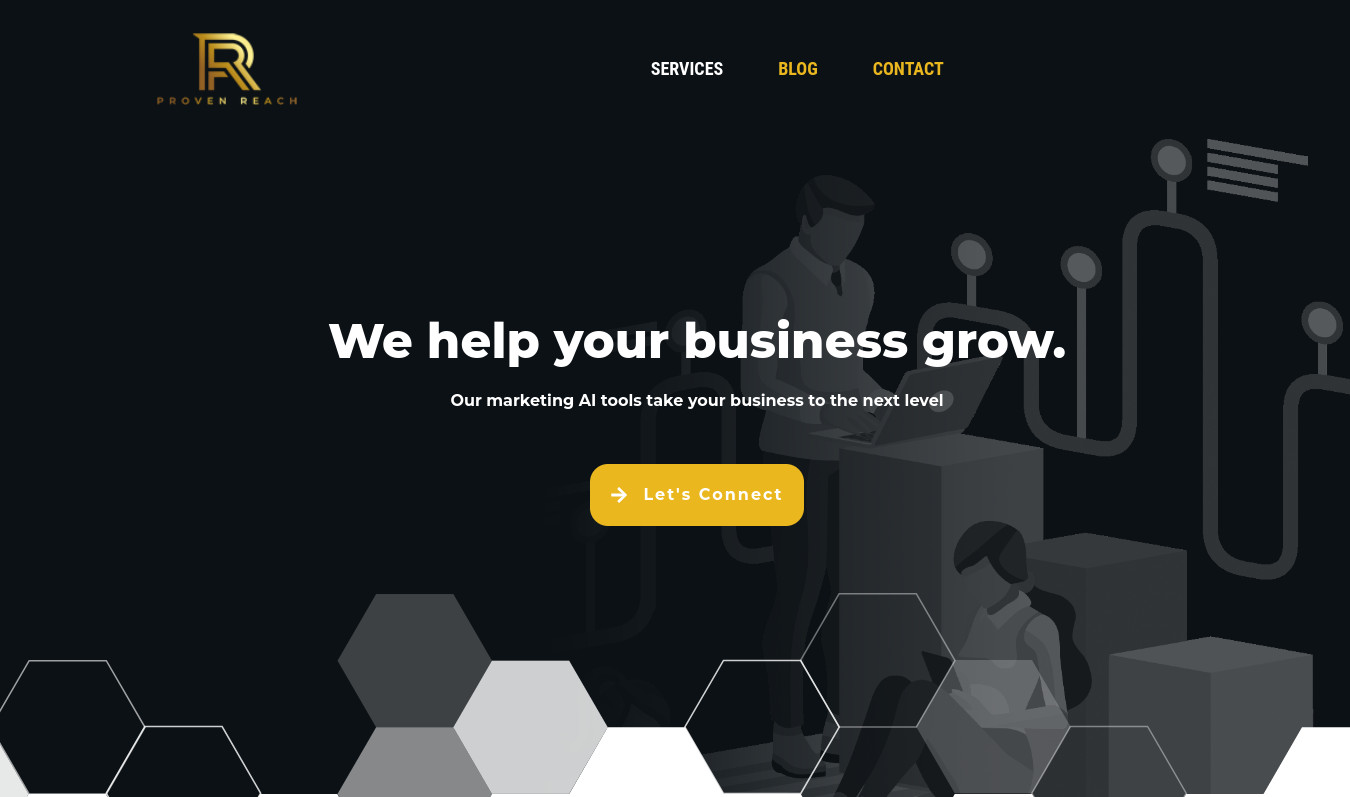 PROVEN REACH
SERVICES BLOG CONTACT
We help your business grow.
Our marketing AI tools take your business to the next level
Let's Connect